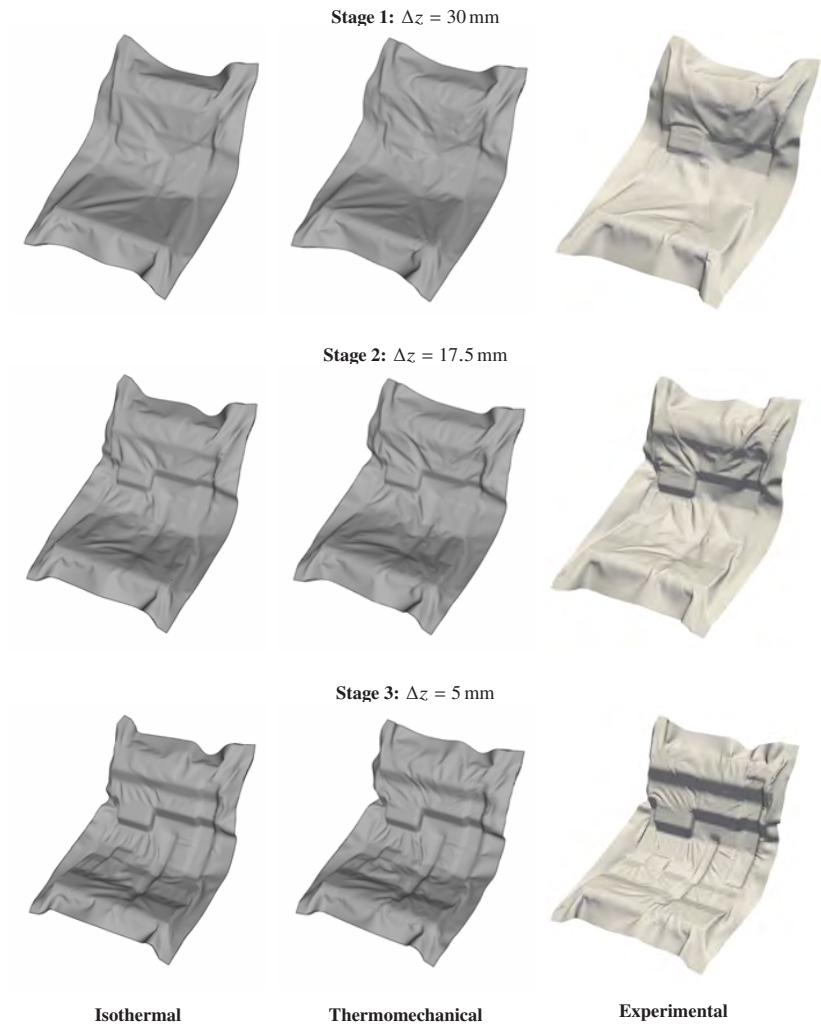 Stage 1: Δz = 30 mm
Stage 2: Δz = 17.5 mm
Stage 3: Δz = 5 mm
Isothermal Thermomechanical Experimental